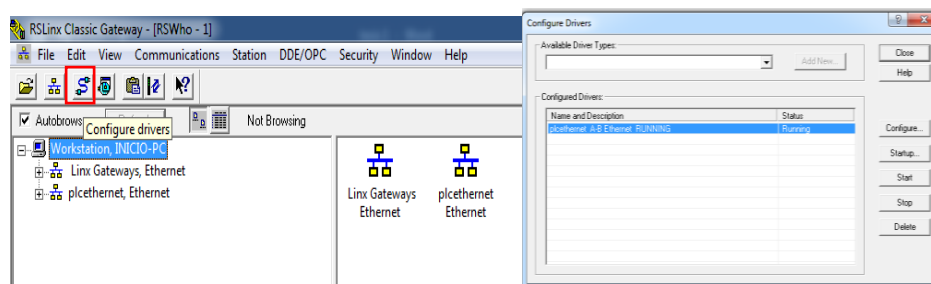 RSLinx Classic Gateway - [RSWho - 1]
File Edit View Communications Station DDE/OPC Security Window Help
Autobrowse Not Browsing
Configure drivers
Workstation, INICIO-PC
Linx Gateways, Ethernet
plcethernet, Ethernet
Linx Gateways
Ethernet
plcethernet
Ethernet
Configure Drivers
Available Driver Types:
Add New...
Close
Help
Configured Drivers:
Name and Description Status
plcethernet A-B Ethernet RUNNING Running
Configure...
Startup...
Start
Stop
Delete